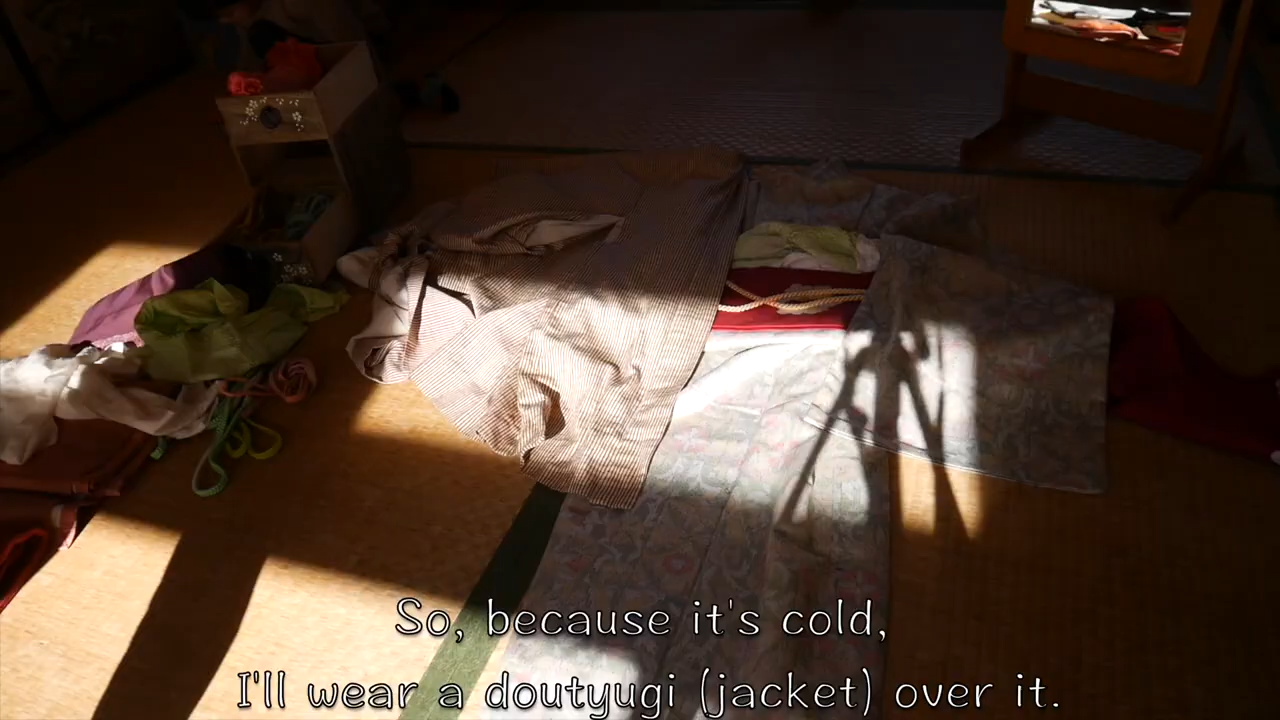 So, because it's cold,
I'll wear a doutyugi (jacket) over it.